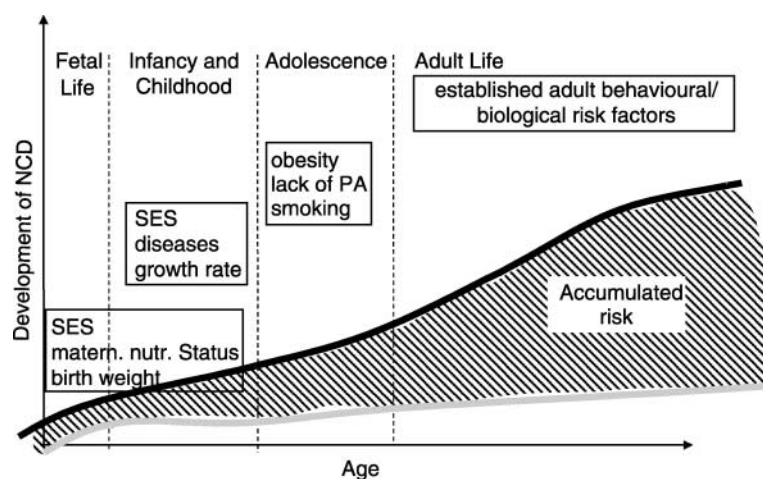 Fetal
Life
Infancy and
Childhood
Adolescence
Adult Life
established adult behavioural/
biological risk factors
obesity
lack of PA
smoking
SES
diseases
growth rate
SES
matern. nutr. Status
birth weight
Accumulated
risk
Development of NCD
Age